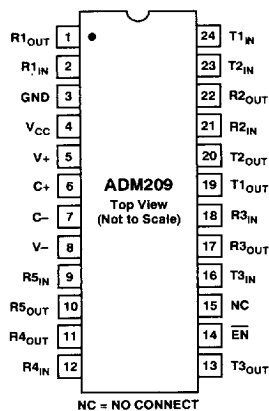 R1OUT 1 24 T1IN
R1IN 2 23 T2IN
GND 3 22 R2OUT
VCC 4 21 R2IN
V+ 5 20 T2OUT
C+ 6 ADM209 19 T1OUT
Top View
C– 7 (Not to Scale) 18 R3IN
V– 8 17 R3OUT
R5IN 9 16 T3IN
R5OUT 10 15 NC
R4OUT 11 14 EN
R4IN 12 13 T3OUT
NC = NO CONNECT